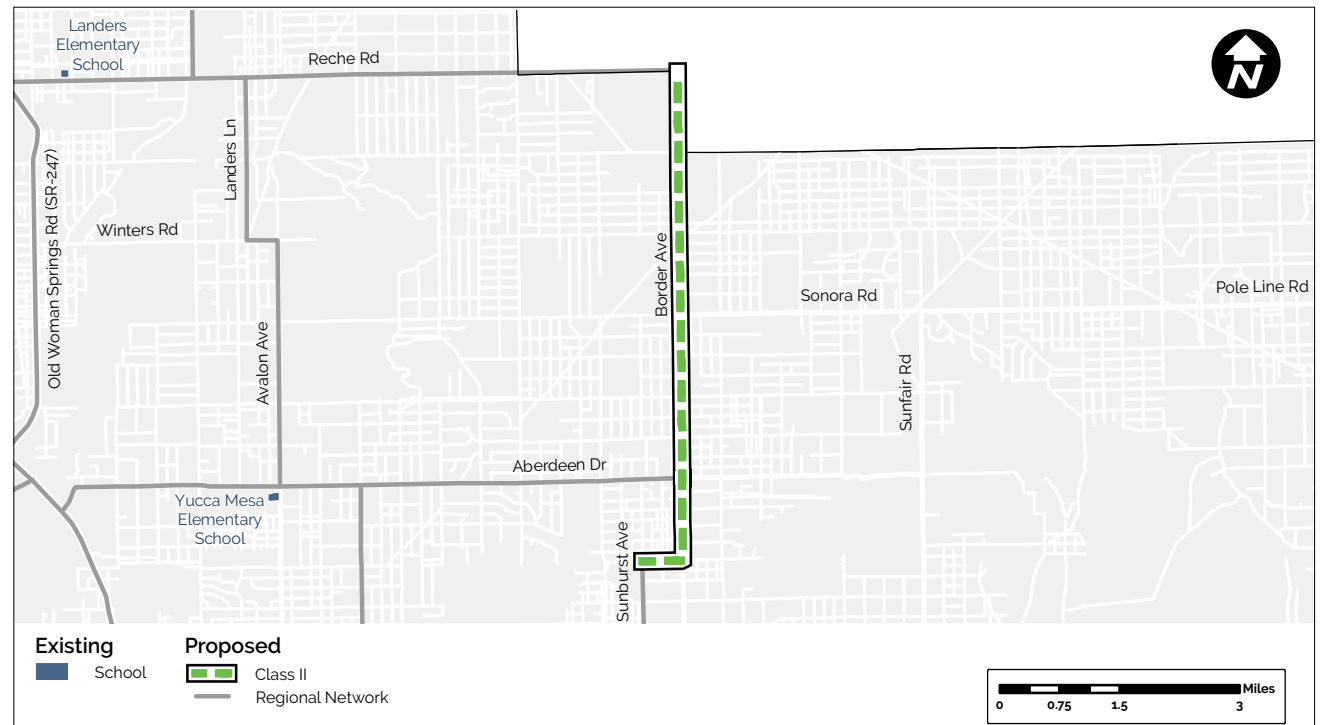 Landers
Elementary
School
Reche Rd
N
Landers Ln
Old Woman Springs Rd (SR-247)
Winters Rd
Border Ave
Sonora Rd
Pole Line Rd
Avalon Ave
Sunfair Rd
Aberdeen Dr
Yucca Mesa
Elementary
School
Sunburst Ave
Existing
School
Proposed
Class II
Regional Network
Miles
0 0.75 1.5 3